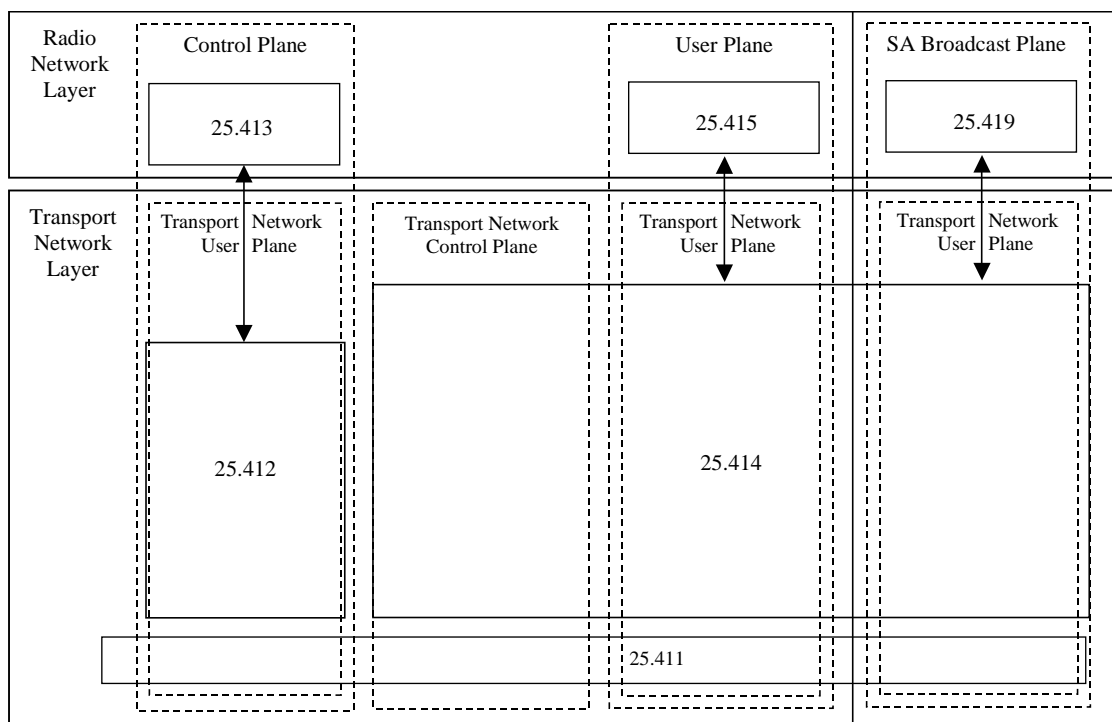 Radio
Network
Layer
Control Plane
User Plane
SA Broadcast Plane
25.413
25.415
25.419
Transport
Network
Layer
Transport Network
User Plane
Transport Network
Control Plane
Transport Network
User Plane
Transport Network
User Plane
25.412
25.414
25.411